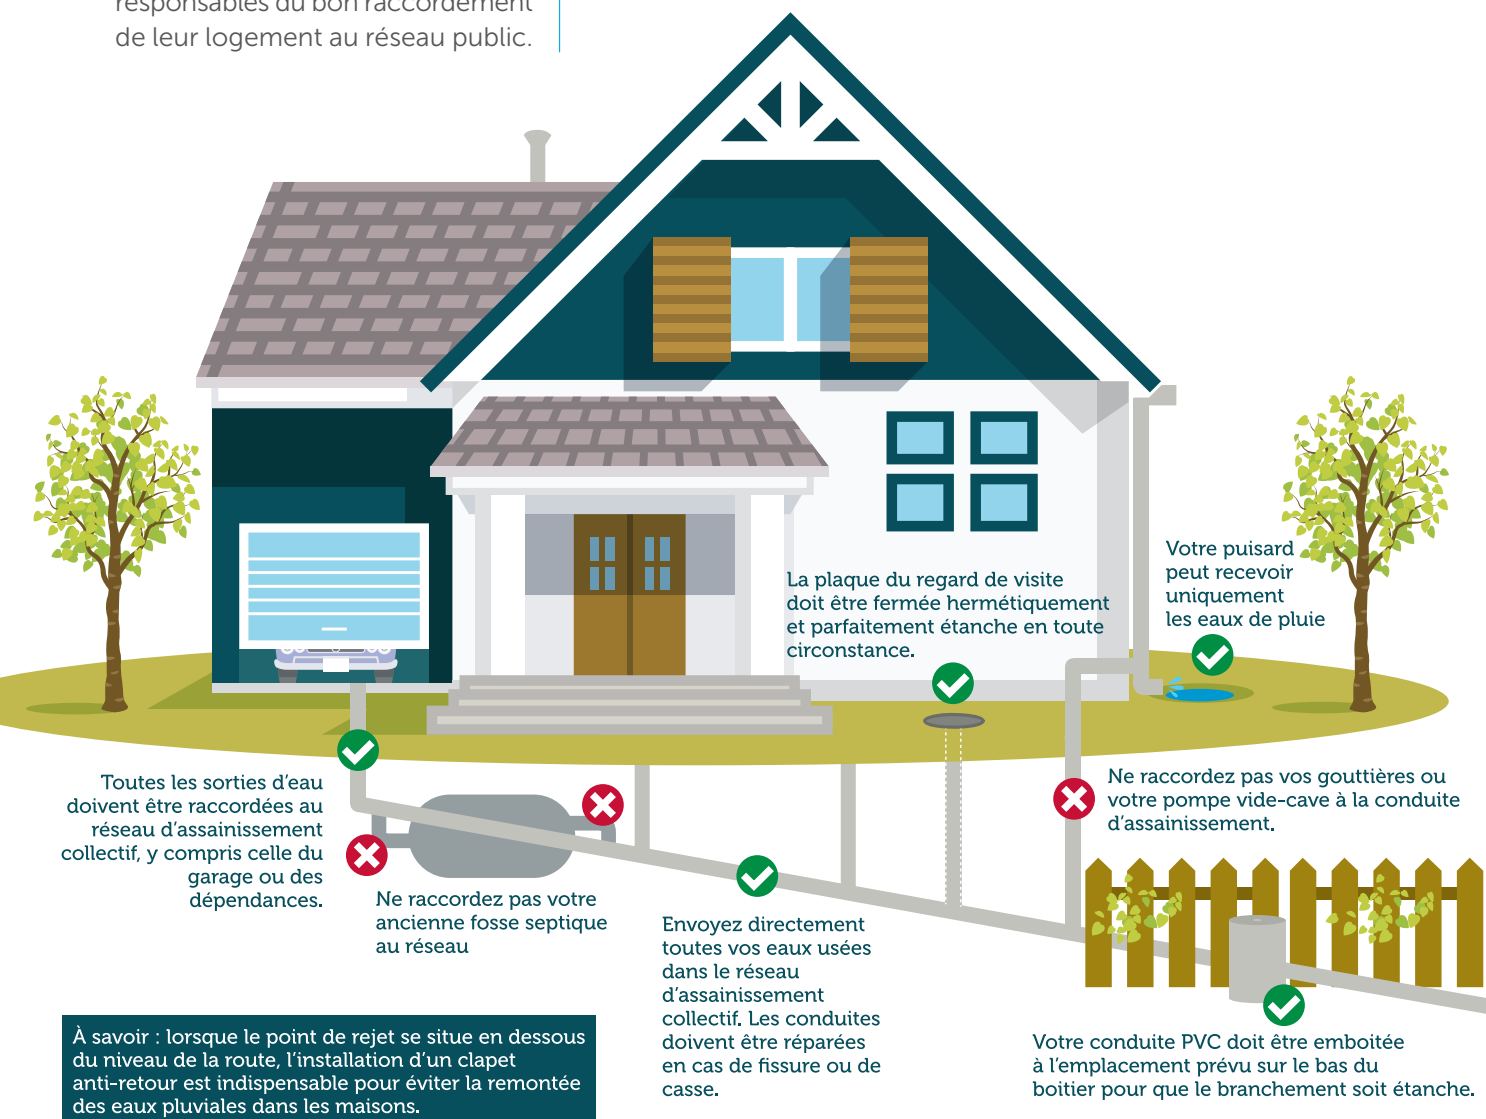 responsables du bon raccordement
de leur logement au réseau public.
La plaque du regard de visite
doit être fermée hermétiquement
et parfaitement étanche en toute
circonstance.
Votre puisard
peut recevoir
uniquement
les eaux de pluie
Toutes les sorties d’eau
doivent être raccordées au
réseau d’assainissement
collectif, y compris celle du
garage ou des
dépendances.
Ne raccordez pas votre
ancienne fosse septique
au réseau
Envoyez directement
toutes vos eaux usées
dans le réseau
d’assainissement
collectif. Les conduites
doivent être réparées
en cas de fissure ou de
casse.
Ne raccordez pas vos gouttières ou
votre pompe vide-cave à la conduite
d’assainissement.
Votre conduite PVC doit être emboitée
à l’emplacement prévu sur le bas du
boitier pour que le branchement soit étanche.
À savoir : lorsque le point de rejet se situe en dessous
du niveau de la route, l’installation d’un clapet
anti-retour est indispensable pour éviter la remontée
des eaux pluviales dans les maisons.